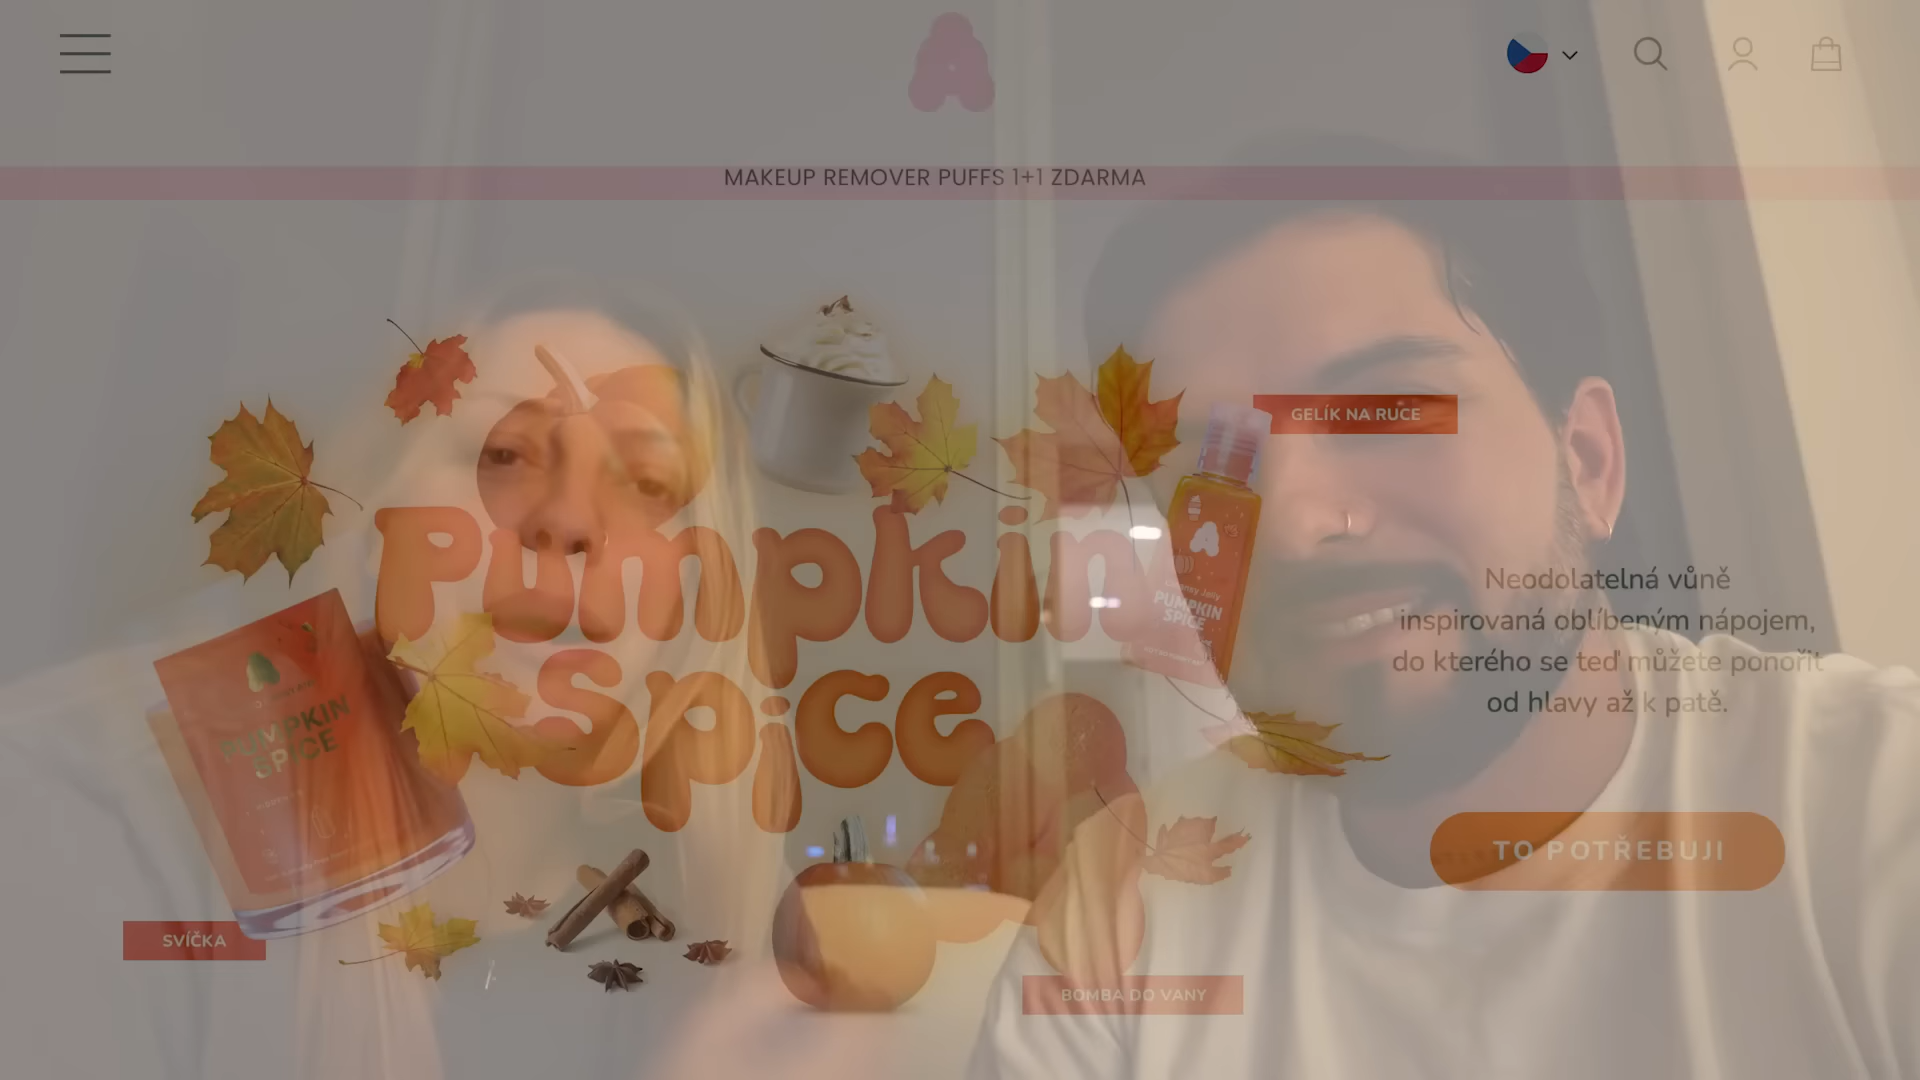 MAKEUP REMOVER PUFFS 1+1 ZDARMA
GELÍK NA RUCE
Pumpkin
Spice
PUMPKIN
SPICE
Neodolatelná vůně
inspirovaná oblíbeným nápojem,
do kterého se teď můžete ponořit
od hlavy až k patě.
PUMPKIN
SPICE
TO POTŘEBUJI
SVÍČKA
BOMBA DO VANY